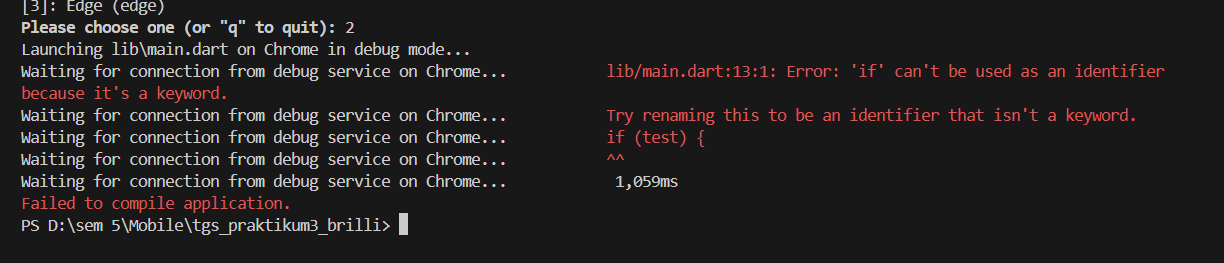 [3]: Edge (edge)
Please choose one (or "q" to quit): 2
Launching lib\main.dart on Chrome in debug mode...
Waiting for connection from debug service on Chrome...             lib/main.dart:13:1: Error: 'if' can't be used as an identifier
because it's a keyword.
Waiting for connection from debug service on Chrome...             Try renaming this to be an identifier that isn't a keyword.
Waiting for connection from debug service on Chrome...             if (test) {
Waiting for connection from debug service on Chrome...             ^^
Waiting for connection from debug service on Chrome...              1,059ms
Failed to compile application.
PS D:\sem 5\Mobile\tgs_praktikum3_brilli>